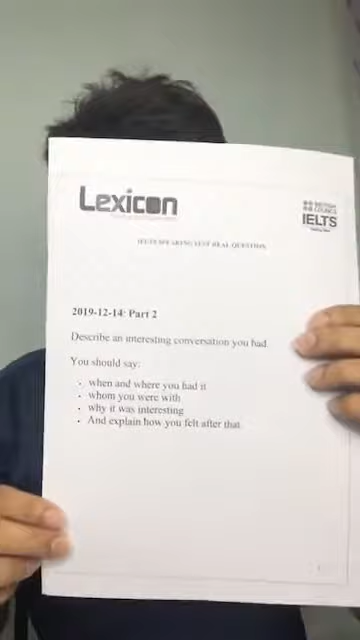 Lexicon
BRITISH
COUNCIL
IELTS
IELTS SPEAKING TEST REAL QUESTION
2019-12-14: Part 2
Describe an interesting conversation you had
You should say:
· when and where you had it
· whom you were with
· why it was interesting
· And explain how you felt after that